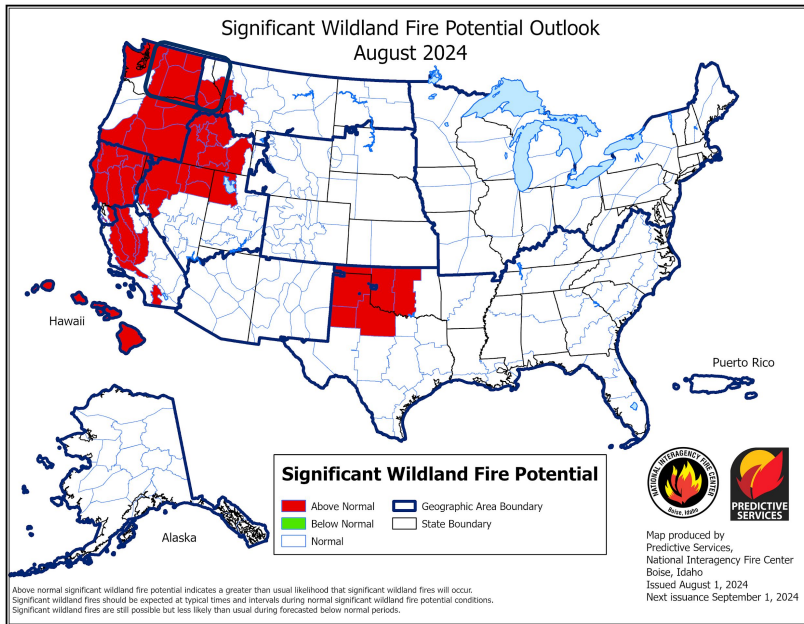 Significant Wildland Fire Potential Outlook
August 2024
Hawaii
Puerto Rico
Alaska
Significant Wildland Fire Potential
Above Normal
Below Normal
Normal
Geographic Area Boundary
State Boundary
NATIONAL INTERAGENCY FIRE CENTER
Boise, Idaho
PREDICTIVE
SERVICES
Map produced by
Predictive Services,
National Interagency Fire Center
Boise, Idaho
Issued August 1, 2024
Next issuance September 1, 2024
Above normal significant wildland fire potential indicates a greater than usual likelihood that significant wildland fires will occur.
Significant wildland fires should be expected at typical times and intervals during normal significant wildland fire potential conditions.
Significant wildland fires are still possible but less likely than usual during forecasted below normal periods.